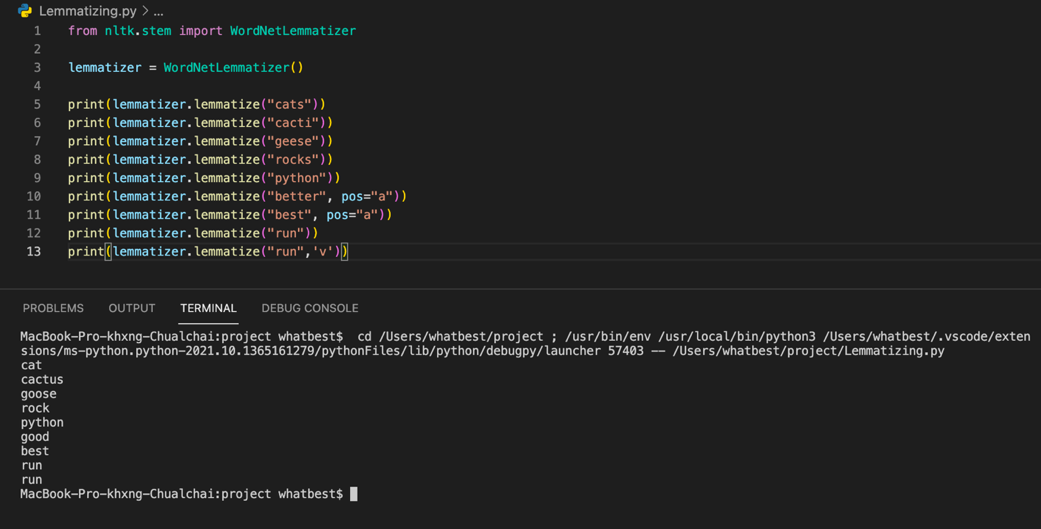 Lemmatizing.py > ...
1 from nltk.stem import WordNetLemmatizer
2
3 lemmatizer = WordNetLemmatizer()
4
5 print(lemmatizer.lemmatize("cats"))
6 print(lemmatizer.lemmatize("cacti"))
7 print(lemmatizer.lemmatize("geese"))
8 print(lemmatizer.lemmatize("rocks"))
9 print(lemmatizer.lemmatize("python"))
10 print(lemmatizer.lemmatize("better", pos="a"))
11 print(lemmatizer.lemmatize("best", pos="a"))
12 print(lemmatizer.lemmatize("run"))
13 print(lemmatizer.lemmatize("run",'v'))
PROBLEMS OUTPUT TERMINAL DEBUG CONSOLE
MacBook-Pro-khxng-Chualchai:project whatbest$  cd /Users/whatbest/project ; /usr/bin/env /usr/local/bin/python3 /Users/whatbest/.vscode/exten
sions/ms-python.python-2021.10.1365161279/pythonFiles/lib/python/debugpy/launcher 57403 -- /Users/whatbest/project/Lemmatizing.py
cat
cactus
goose
rock
python
good
best
run
run
MacBook-Pro-khxng-Chualchai:project whatbest$